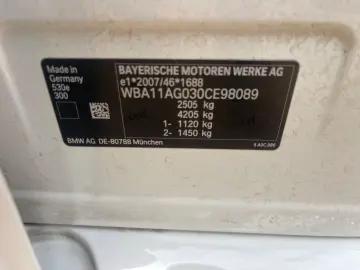 Made in
Germany
530e
300
BAYERISCHE MOTOREN WERKE AG
e1*2007/46*1688
WBA11AG030CE98089
2505 kg
4205 kg
1- 1120 kg
2- 1450 kg
BMW AG DE-80788 München